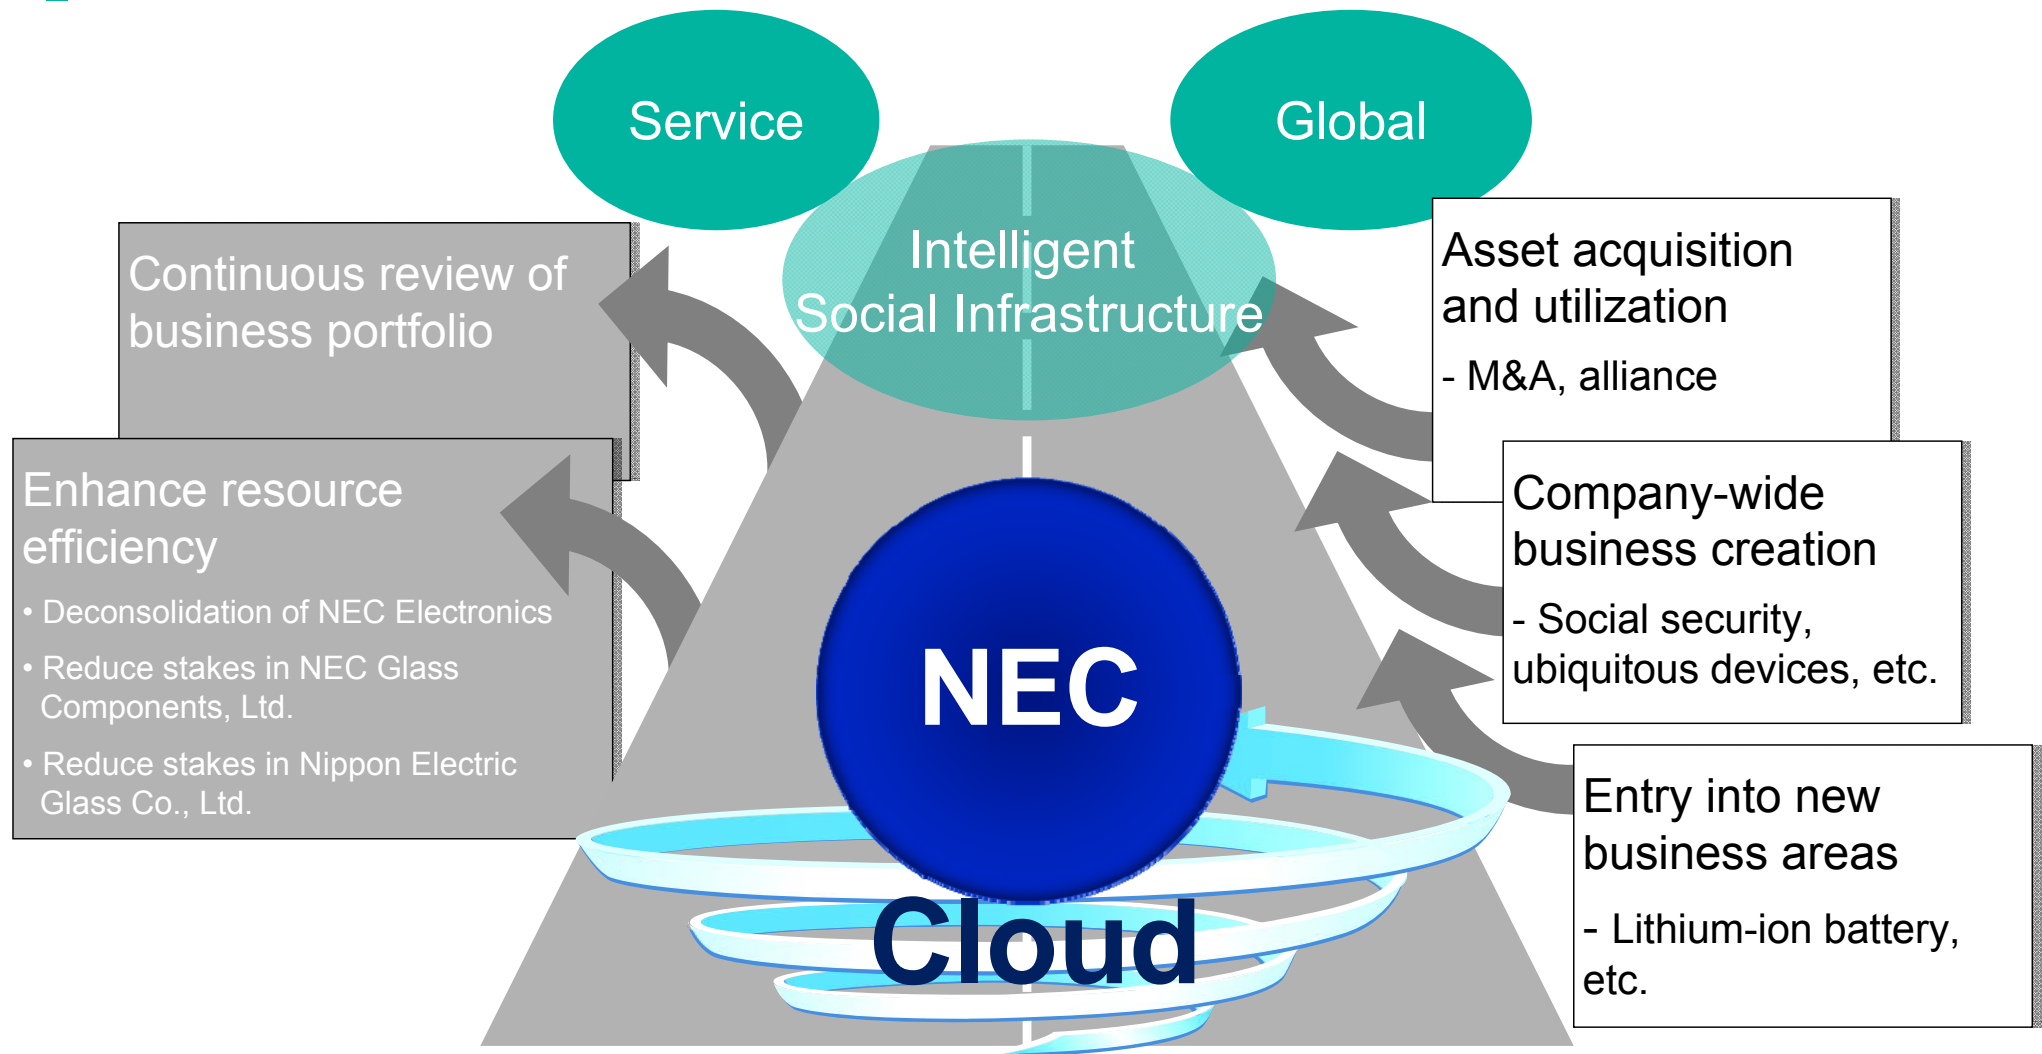 Service
Global
Intelligent
Social Infrastructure
Continuous review of
business portfolio
Enhance resource
efficiency
• Deconsolidation of NEC Electronics
• Reduce stakes in NEC Glass
Components, Ltd.
• Reduce stakes in Nippon Electric
Glass Co., Ltd.
NEC
Cloud
Asset acquisition
and utilization
- M&A, alliance
Company-wide
business creation
- Social security,
ubiquitous devices, etc.
Entry into new
business areas
- Lithium-ion battery,
etc.